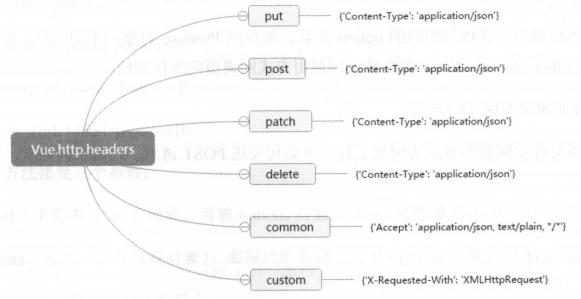 put
{'Content-Type': 'application/json'}
post
{'Content-Type': 'application/json'}
patch
{'Content-Type': 'application/json'}
Vue.http.headers
delete
{'Content-Type': 'application/json'}
common
{'Accept': 'application/json, text/plain, "/*'}
custom
{'X-Requested-With': 'XMLHttpRequest'}